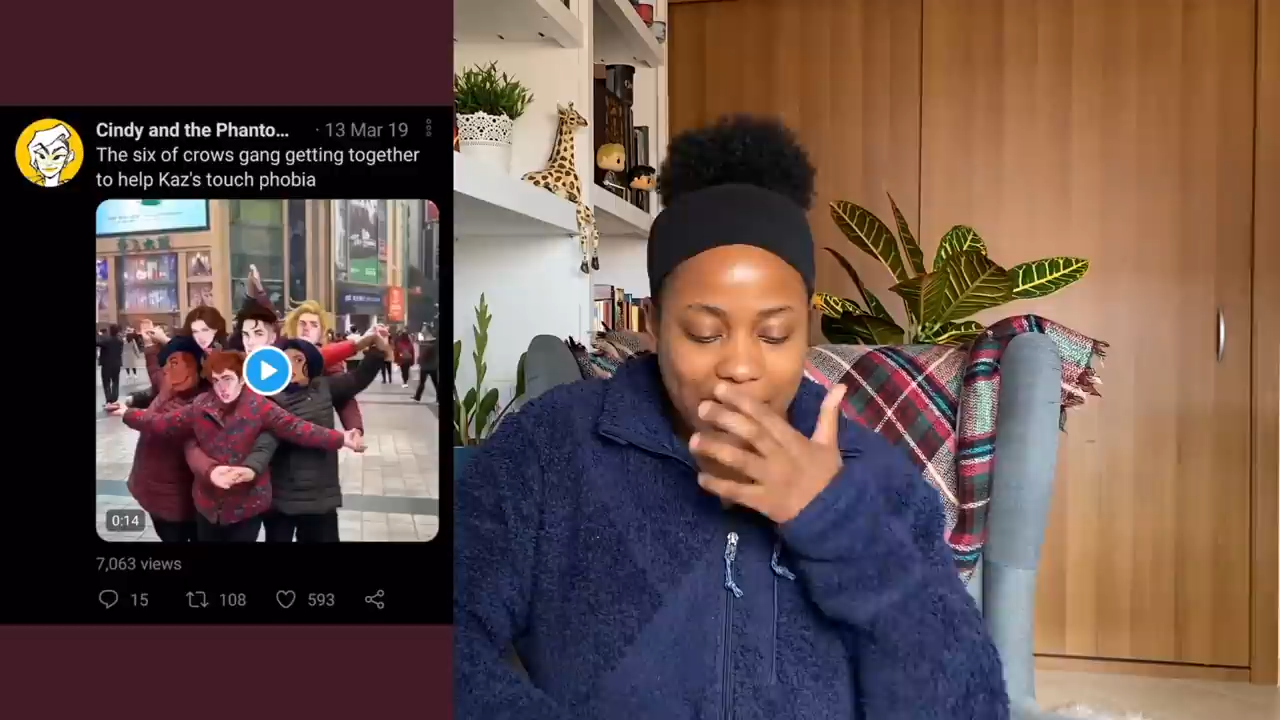 Cindy and the Phanto... · 13 Mar 19
The six of crows gang getting together
to help Kaz's touch phobia
0:14
7,063 views
15 108 593